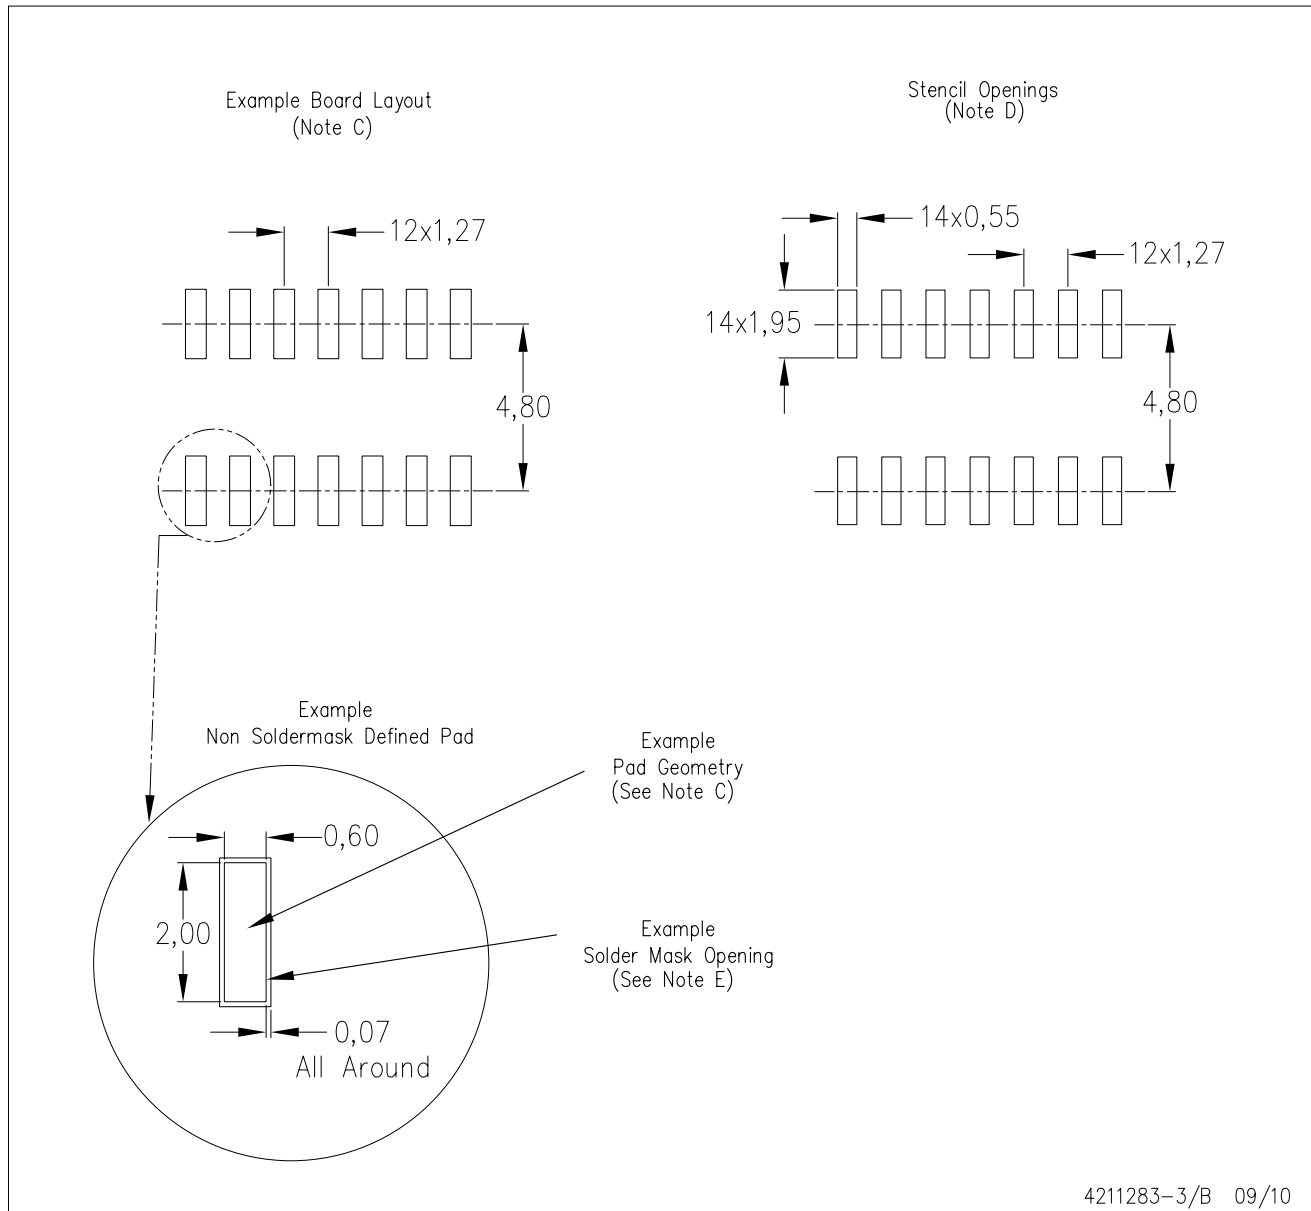 Example Board Layout
(Note C)
Stencil Openings
(Note D)
12x1,27
4,80
14x0,55
12x1,27
14x1,95
4,80
Example
Non Soldermask Defined Pad
Example
Pad Geometry
(See Note C)
0,60
2,00
Example
Solder Mask Opening
(See Note E)
0,07
All Around
4211283-3/B 09/10